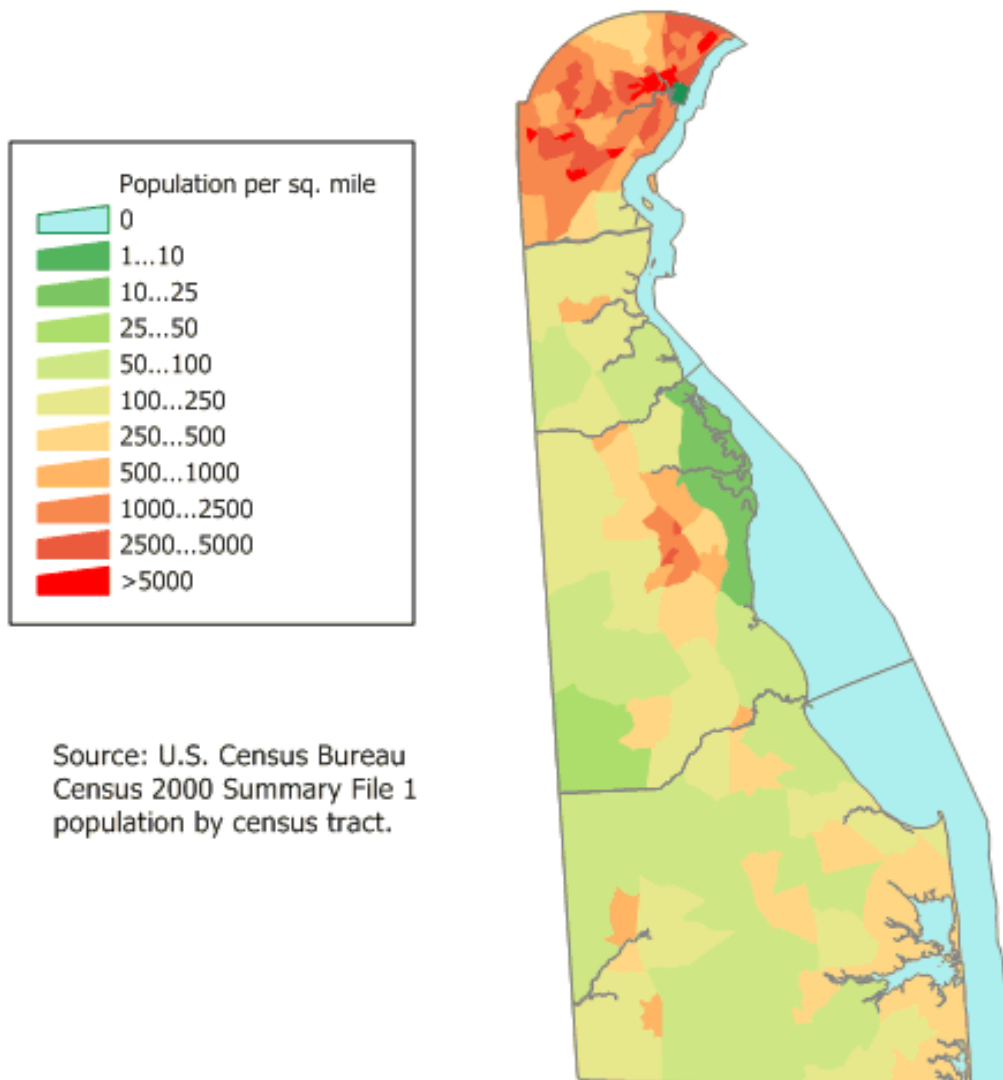 Population per sq. mile
0
1...10
10...25
25...50
50...100
100...250
250...500
500...1000
1000...2500
2500...5000
>5000
Source: U.S. Census Bureau
Census 2000 Summary File 1
population by census tract.